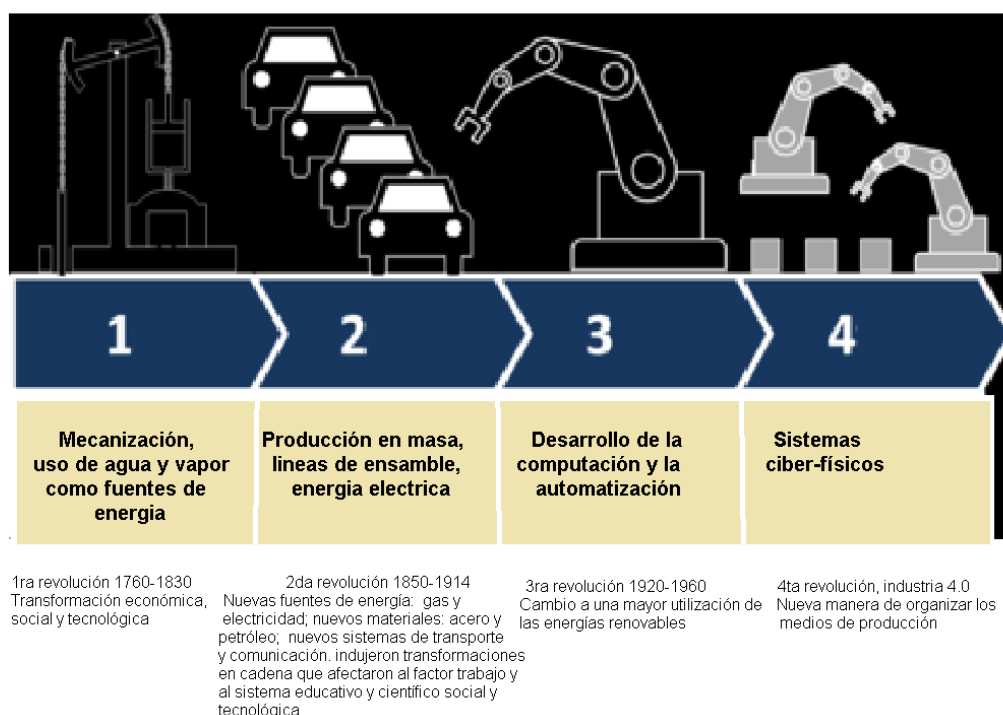 1
2
3
4
Mecanización,
uso de agua y vapor
como fuentes de
energia
Producción en masa,
lineas de ensamble,
energia electrica
Desarrollo de la
computación y la
automatización
Sistemas
ciber-físicos
1ra revolución 1760-1830
Transformación económica,
social y tecnológica
2da revolución 1850-1914
Nuevas fuentes de energía: gas y
electricidad; nuevos materiales: acero y
petróleo; nuevos sistemas de transporte
y comunicación. indujeron transformaciones
en cadena que afectaron al factor trabajo y
al sistema educativo y científico social y
tecnológica
3ra revolución 1920-1960
Cambio a una mayor utilización de
las energías renovables
4ta revolución, industria 4.0
Nueva manera de organizar los
medios de producción